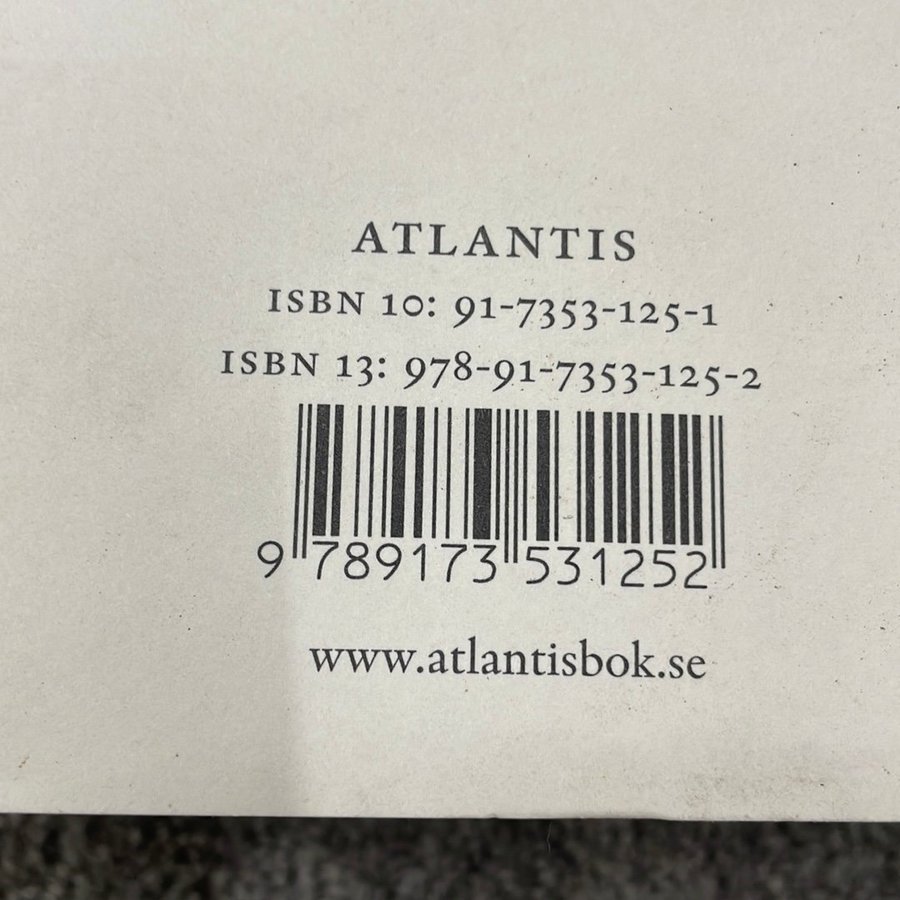 ATLANTIS
ISBN 10: 91-7353-125-1
ISBN 13: 978-91-7353-125-2
9 789173 531252
www.atlantisbok.se